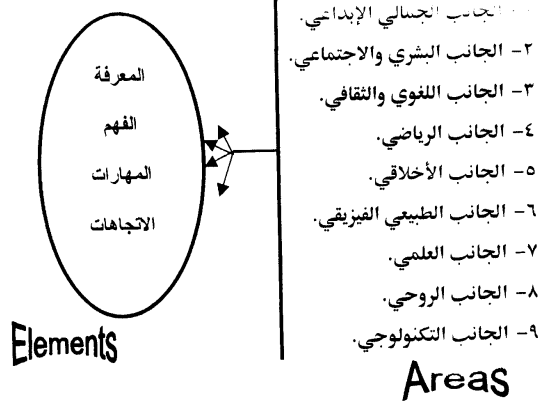 الجانب الجمالي الإبداعي.
٢- الجانب البشري والاجتماعي.
٣- الجانب اللغوي والثقافي.
٤- الجانب الرياضي.
٥- الجانب الأخلاقي.
٦- الجانب الطبيعي الفيزيقي.
٧- الجانب العلمي.
٨- الجانب الروحي.
٩- الجانب التكنولوجي.
Areas
المعرفة
الفهم
المهارات
الاتجاهات
Elements